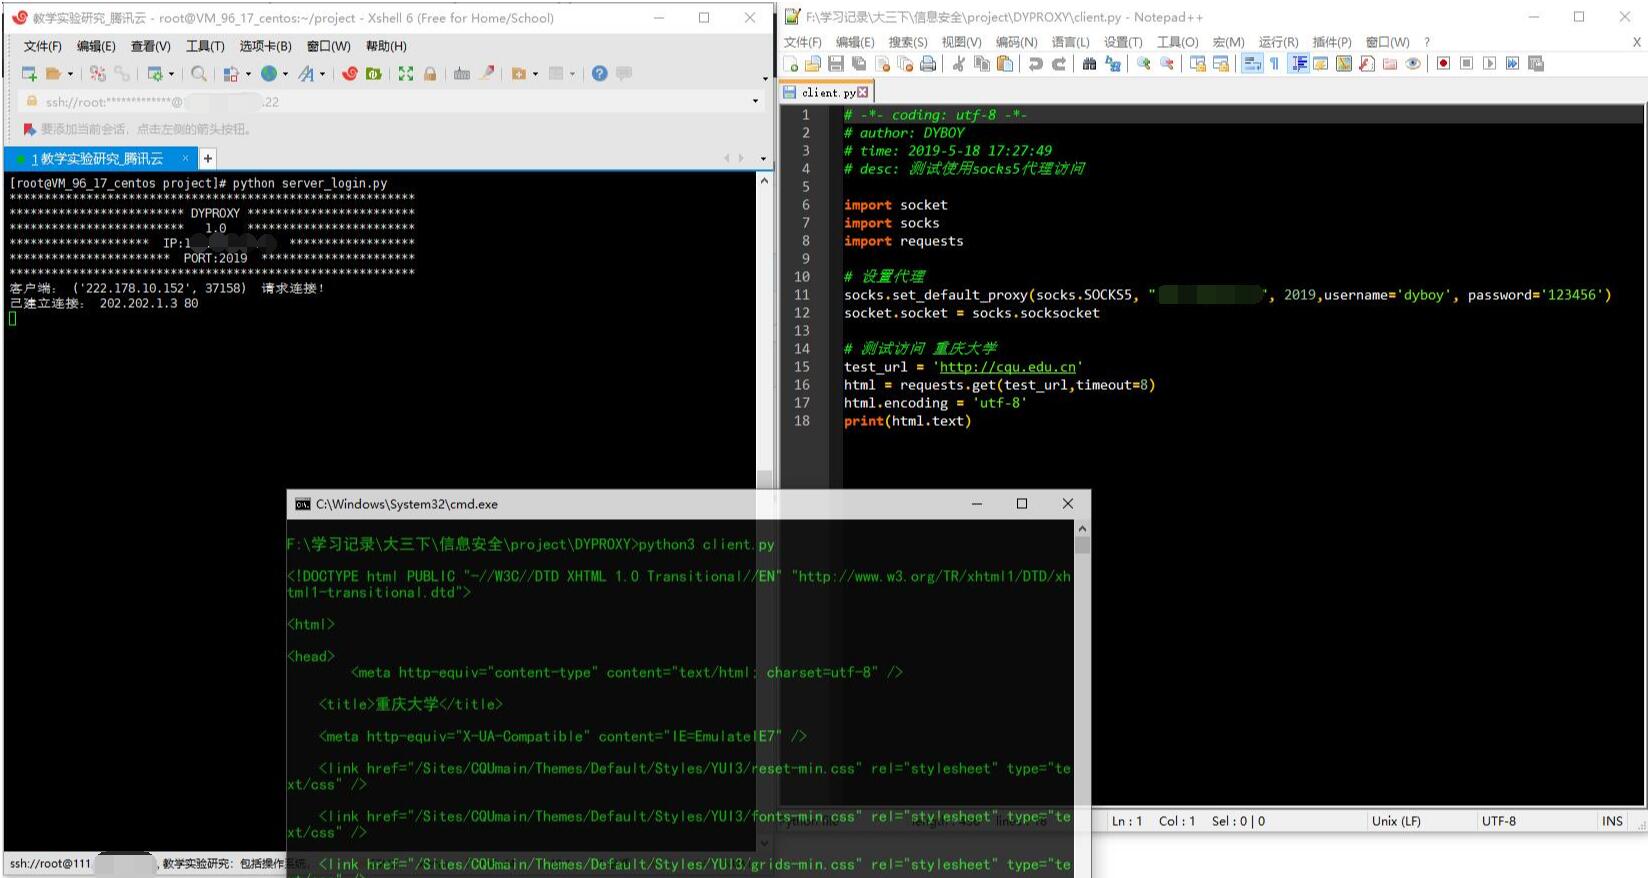 教学实验研究_腾讯云 - root@VM_96_17_centos:~/project - Xshell 6 (Free for Home/School)
文件(F) 编辑(E) 查看(V) 工具(T) 选项卡(B) 窗口(W) 帮助(H)
ssh://root:*************@ .22
要添加当前会话，点击左侧的箭头按钮。
1 教学实验研究_腾讯云 × +
[root@VM_96_17_centos project]# python server_login.py
**********************************************************
************************* DYPROXY ************************
************************* 1.0 ************************
******************** IP:1 ******************
*********************** PORT:2019 **********************
**********************************************************
客户端： ('222.178.10.152', 37158) 请求连接！
已建立连接： 202.202.1.3 80
ssh://root@111. , 教学实验研究：包括操作系统
F:\学习记录\大三下\信息安全\project\DYPROXY\client.py - Notepad++
文件(F) 编辑(E) 搜索(S) 视图(V) 编码(N) 语言(L) 设置(T) 工具(O) 宏(M) 运行(R) 插件(P) 窗口(W) ? X
client.py
1 # -*- coding: utf-8 -*-
2 # author: DYBOY
3 # time: 2019-5-18 17:27:49
4 # desc: 测试使用socks5代理访问
5
6 import socket
7 import socks
8 import requests
9
10 # 设置代理
11 socks.set_default_proxy(socks.SOCKS5, " ", 2019,username='dyboy', password='123456')
12 socket.socket = socks.socksocket
13
14 # 测试访问 重庆大学
15 test_url = 'http://cqu.edu.cn'
16 html = requests.get(test_url,timeout=8)
17 html.encoding = 'utf-8'
18 print(html.text)
Ln : 1 Col : 1 Sel : 0 | 0 Unix (LF) UTF-8 INS
C:\Windows\System32\cmd.exe
F:\学习记录\大三下\信息安全\project\DYPROXY>python3 client.py
<!DOCTYPE html PUBLIC "-//W3C//DTD XHTML 1.0 Transitional//EN" "http://www.w3.org/TR/xhtml1/DTD/xh
tml1-transitional.dtd">
<html>
<head>
<meta http-equiv="content-type" content="text/html; charset=utf-8" />
<title>重庆大学</title>
<meta http-equiv="X-UA-Compatible" content="IE=EmulateIE7" />
<link href="/Sites/CQUmain/Themes/Default/Styles/YUI3/reset-min.css" rel="stylesheet" type="te
xt/css" />
<link href="/Sites/CQUmain/Themes/Default/Styles/YUI3/fonts-min.css" rel="stylesheet" type="te
xt/css" />
<link href="/Sites/CQUmain/Themes/Default/Styles/YUI3/grids-min.css" rel="stylesheet" type="te